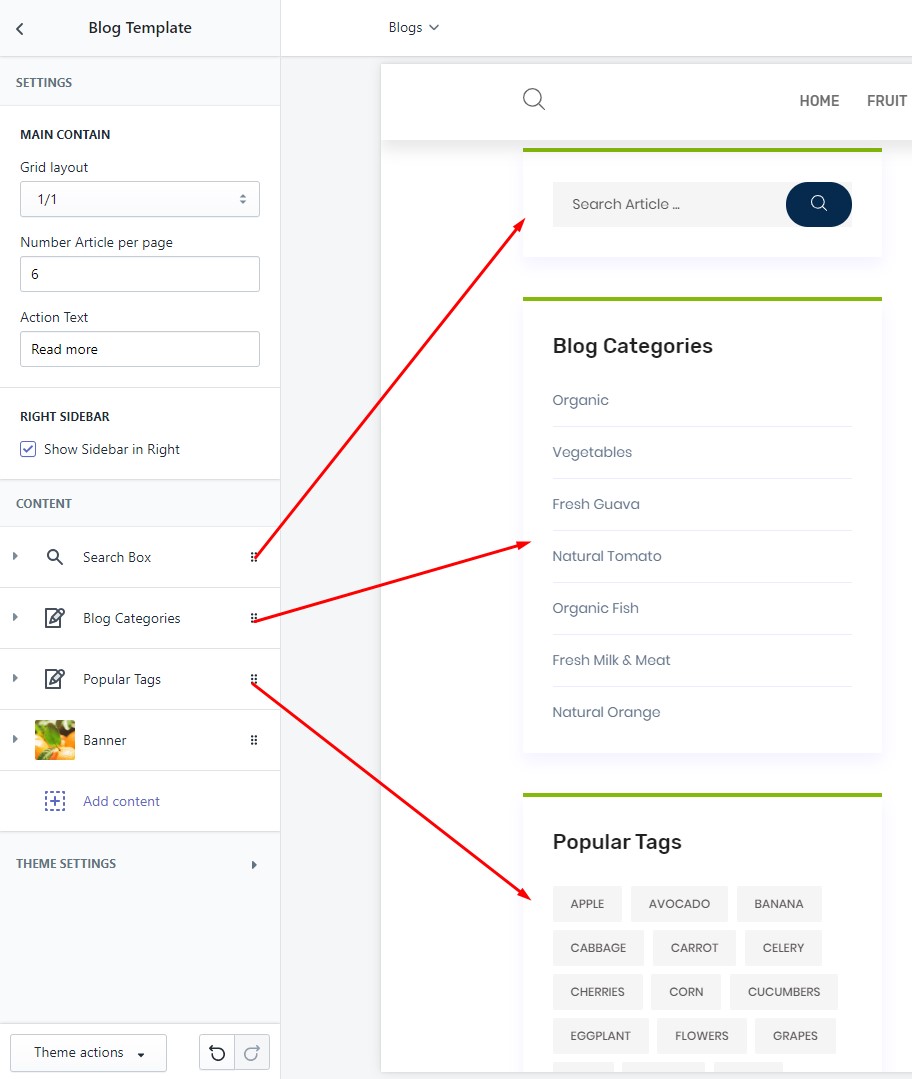 Blog Template
Blogs
SETTINGS
MAIN CONTAIN
Grid layout
1/1
Number Article per page
6
Action Text
Read more
RIGHT SIDEBAR
Show Sidebar in Right
CONTENT
Search Box
Blog Categories
Popular Tags
Banner
Add content
THEME SETTINGS
Theme actions
HOME FRUIT
Search Article ...
Blog Categories
Organic
Vegetables
Fresh Guava
Natural Tomato
Organic Fish
Fresh Milk & Meat
Natural Orange
Popular Tags
APPLE AVOCADO BANANA
CABBAGE CARROT CELERY
CHERRIES CORN CUCUMBERS
EGGPLANT FLOWERS GRAPES